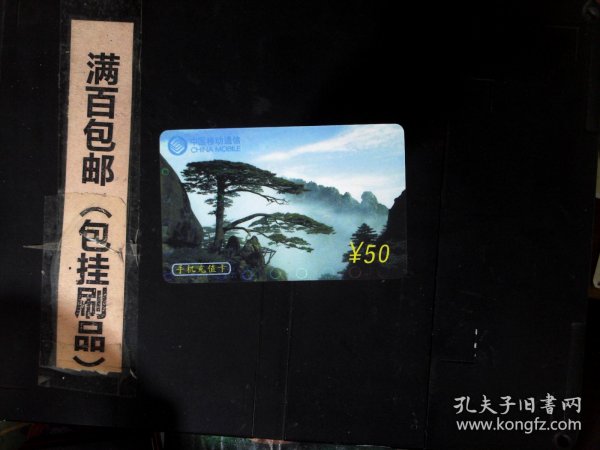 满百包邮（包挂刷品）
中国移动通信
CHINA MOBILE
¥50
手机充值卡
孔夫子旧书网
www.kongfz.com